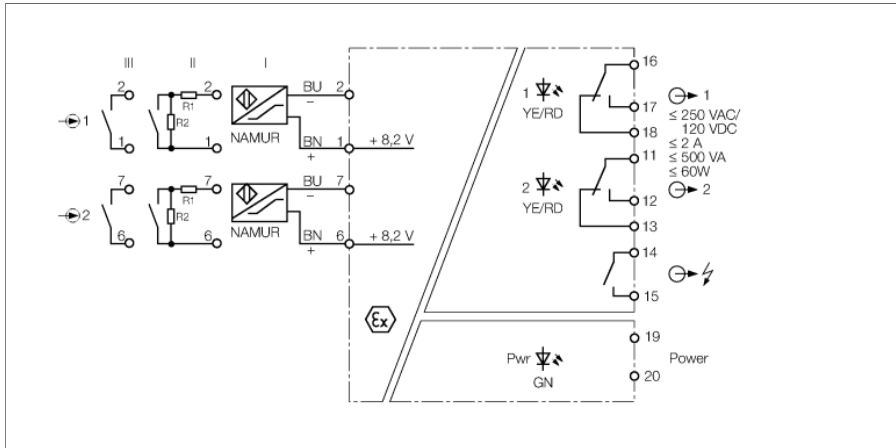 III II I
2 2 BU 2
R1 –
1 R2
1 1 NAMUR BN 1 + 8,2 V
+
7 7 BU 7
R1 –
2 R2
6 6 NAMUR BN 6 + 8,2 V
+
Ex
16
1 17 1
YE/RD ≤ 250 VAC/
18 120 VDC
≤ 2 A
11 ≤ 500 VA
≤ 60W
2 2
YE/RD 12
13
14
15
19
Pwr Power
GN 20